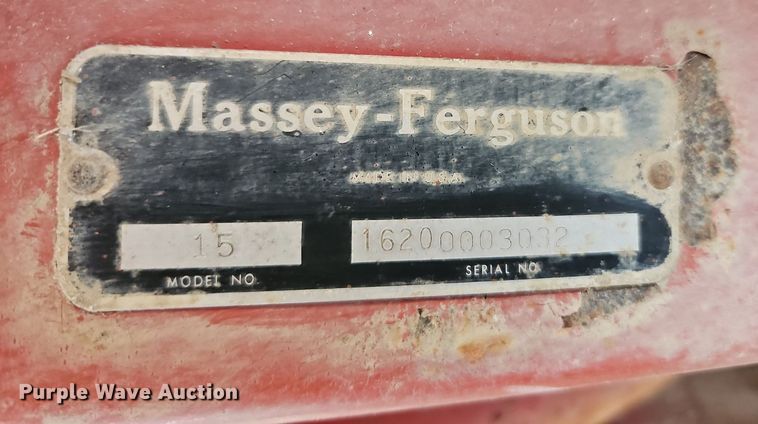 Massey-Ferguson
MADE IN U.S.A.
15
16200003032
MODEL NO.
SERIAL NO.
Purple Wave Auction